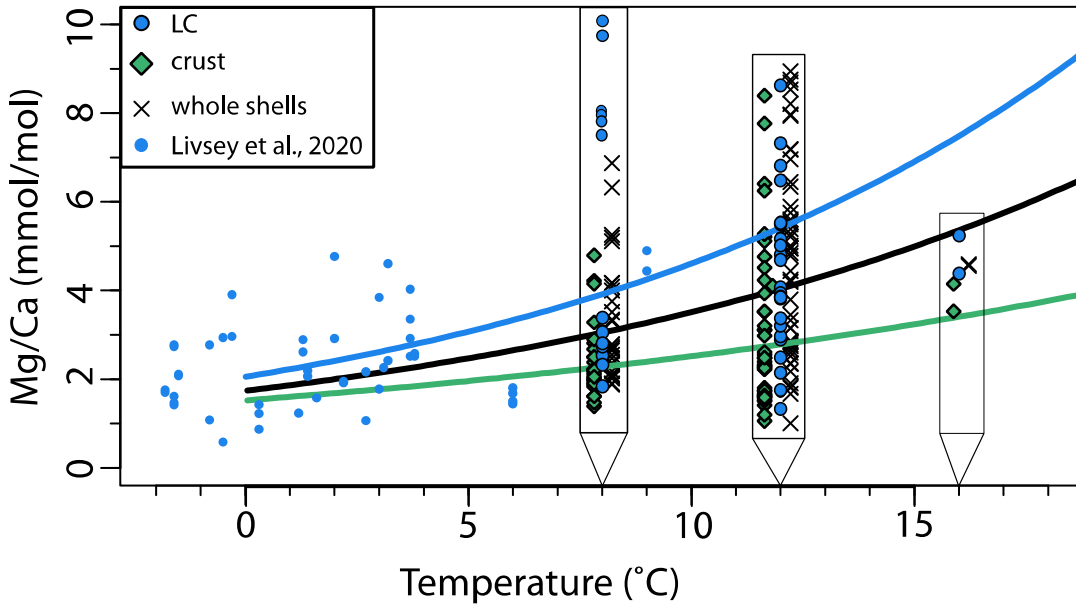 LC
crust
whole shells
Livsey et al., 2020
Mg/Ca (mmol/mol)
10
8
6
4
2
0
0 5 10 15
Temperature (˚C)